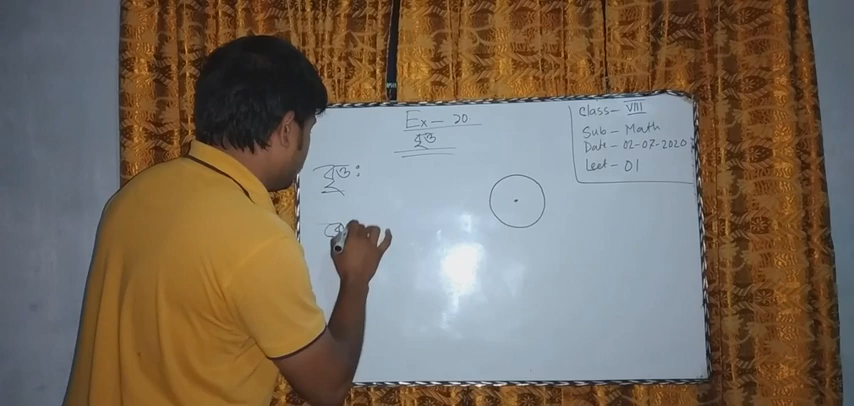 Ex - 20
বৃত্ত
Class - VIII
Sub - Math
Date - 02-07-2020
Lect - 01
বৃত্ত :